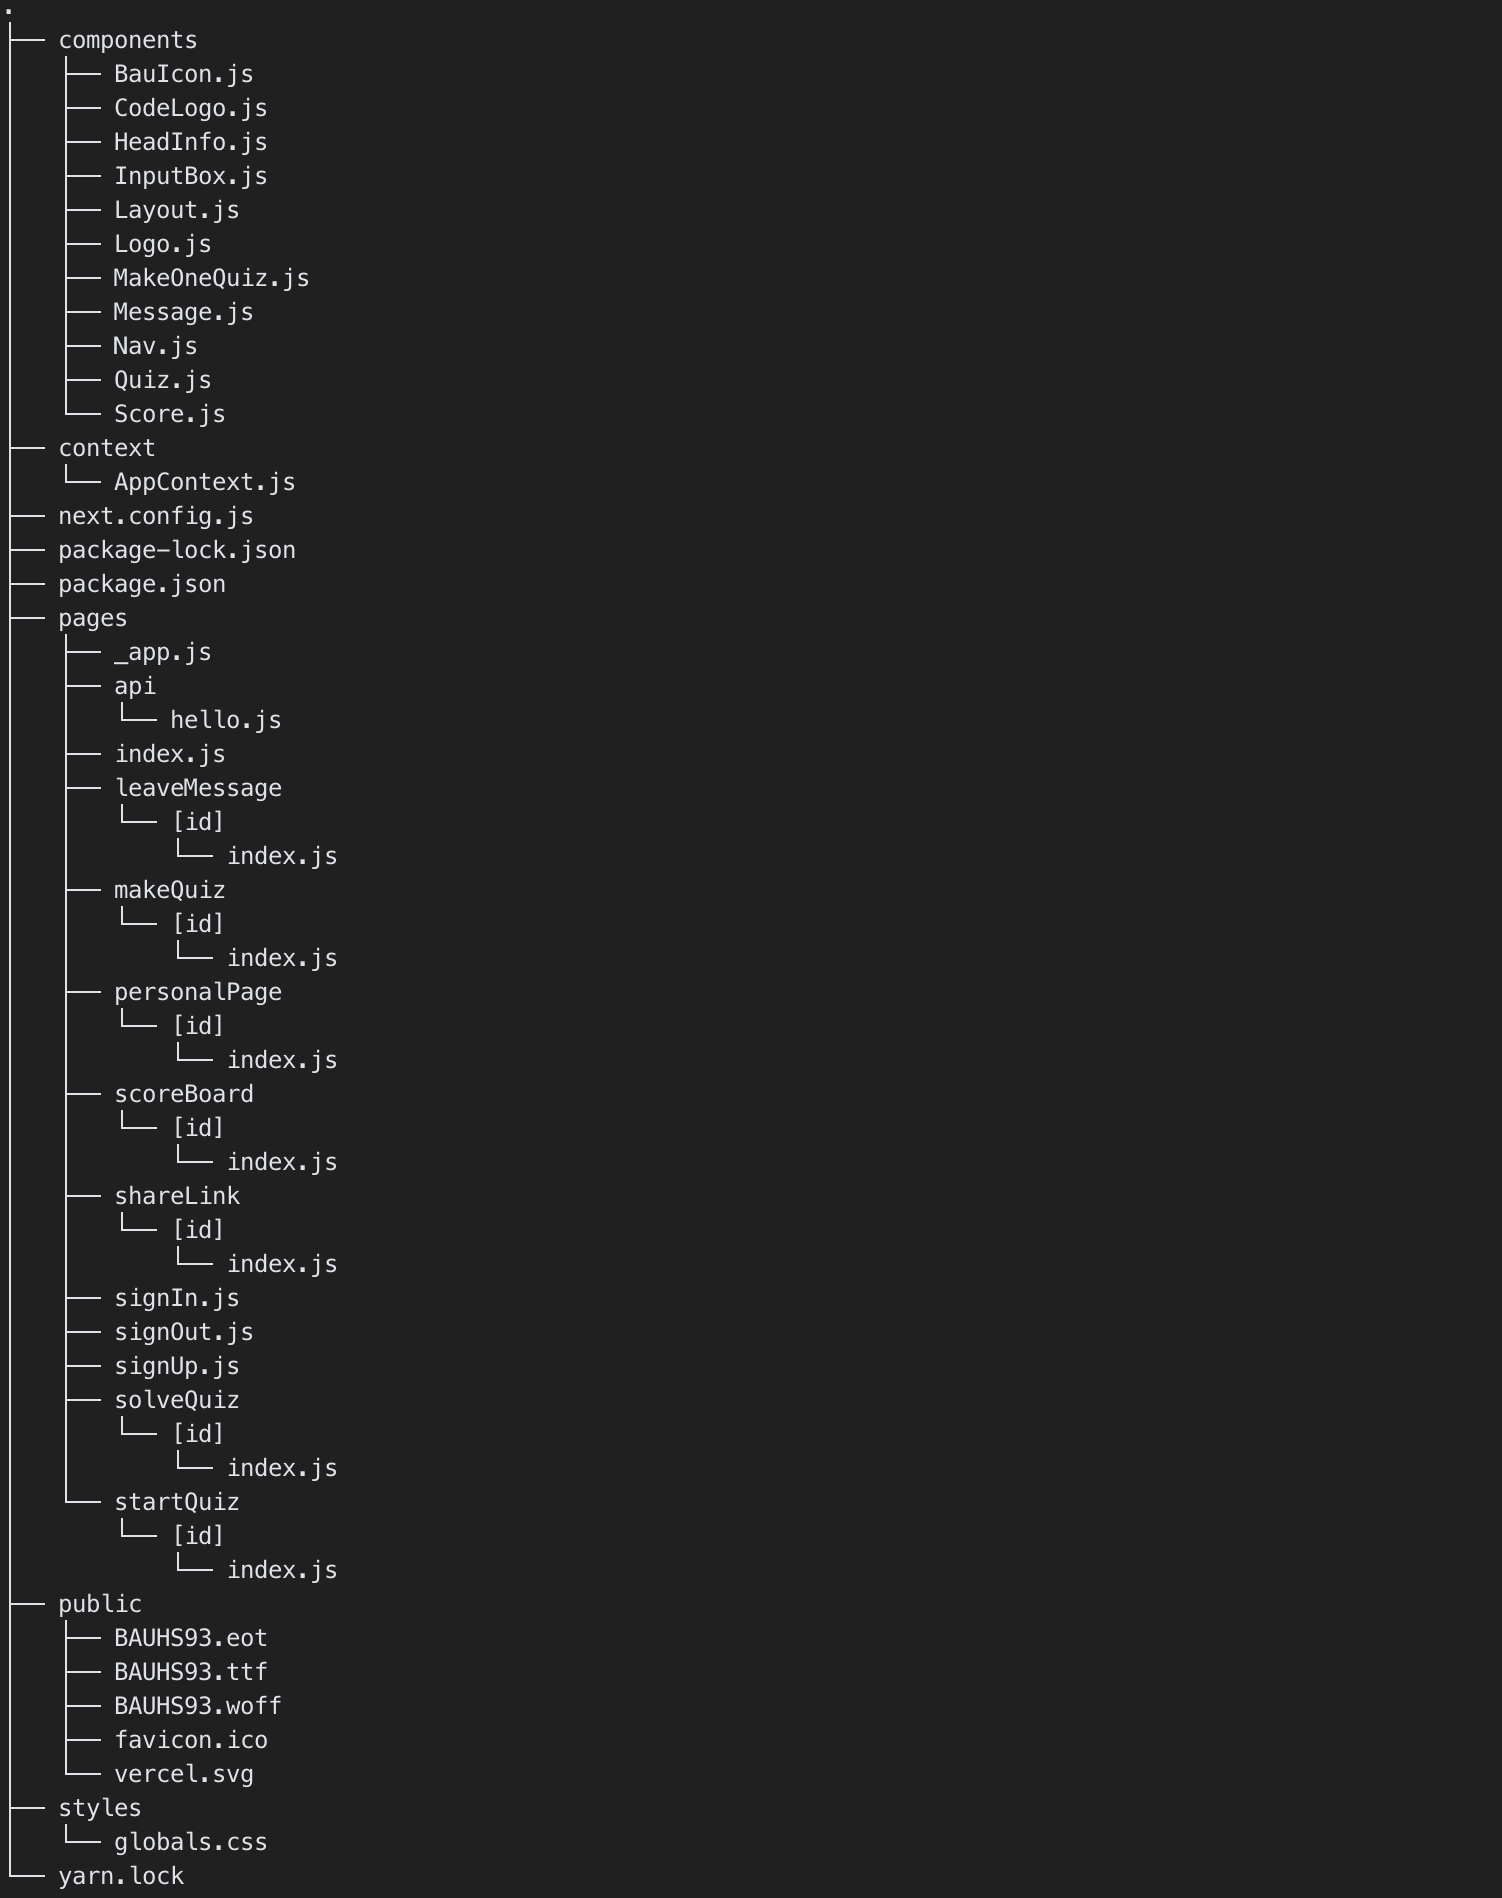 .
├── components
│   ├── BauIcon.js
│   ├── CodeLogo.js
│   ├── HeadInfo.js
│   ├── InputBox.js
│   ├── Layout.js
│   ├── Logo.js
│   ├── MakeOneQuiz.js
│   ├── Message.js
│   ├── Nav.js
│   ├── Quiz.js
│   └── Score.js
├── context
│   └── AppContext.js
├── next.config.js
├── package-lock.json
├── package.json
├── pages
│   ├── _app.js
│   ├── api
│   │   └── hello.js
│   ├── index.js
│   ├── leaveMessage
│   │   └── [id]
│   │       └── index.js
│   ├── makeQuiz
│   │   └── [id]
│   │       └── index.js
│   ├── personalPage
│   │   └── [id]
│   │       └── index.js
│   ├── scoreBoard
│   │   └── [id]
│   │       └── index.js
│   ├── shareLink
│   │   └── [id]
│   │       └── index.js
│   ├── signIn.js
│   ├── signOut.js
│   ├── signUp.js
│   ├── solveQuiz
│   │   └── [id]
│   │       └── index.js
│   └── startQuiz
│       └── [id]
│           └── index.js
├── public
│   ├── BAUHS93.eot
│   ├── BAUHS93.ttf
│   ├── BAUHS93.woff
│   ├── favicon.ico
│   └── vercel.svg
├── styles
│   └── globals.css
└── yarn.lock